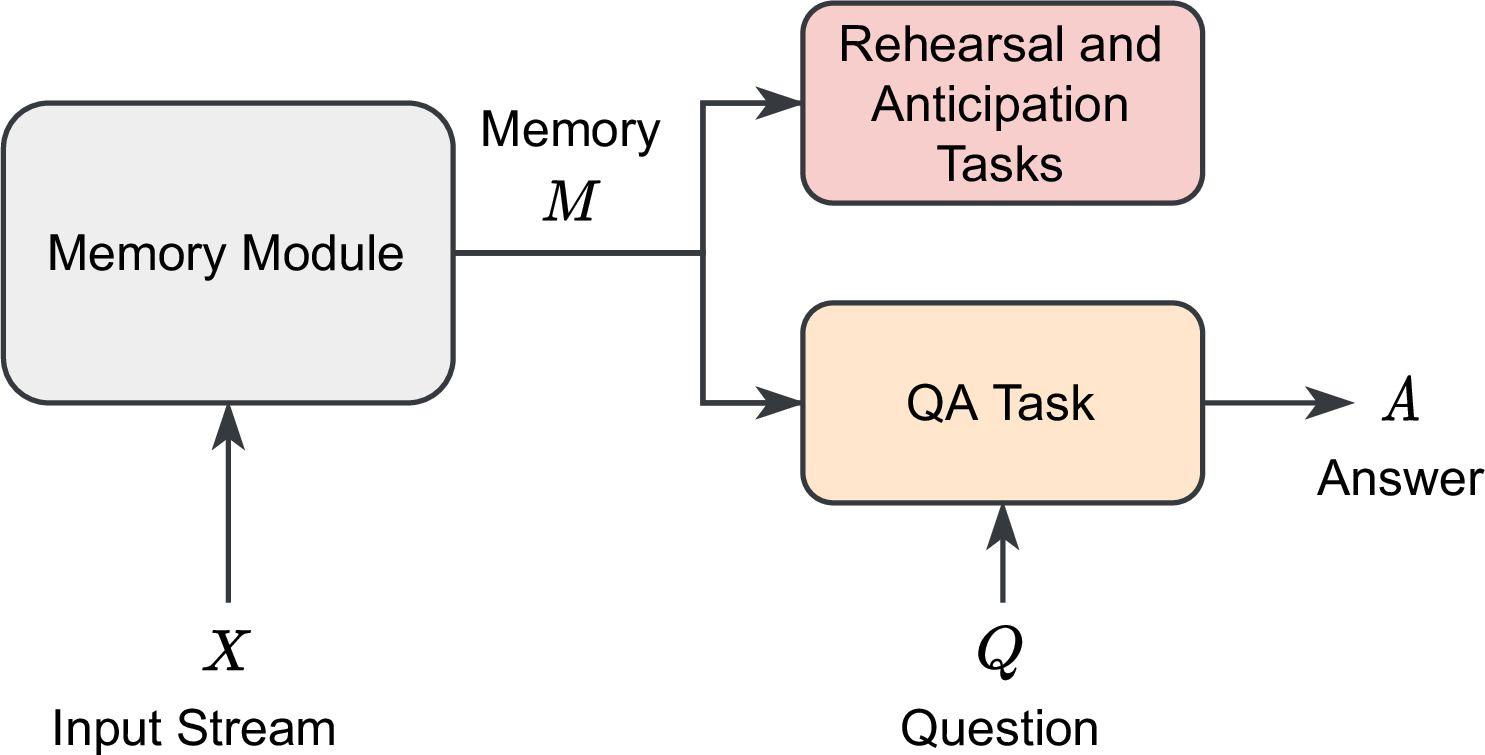 Rehearsal and
Anticipation
Tasks
Memory
M
Memory Module
QA Task
A
Answer
X
Input Stream
Q
Question